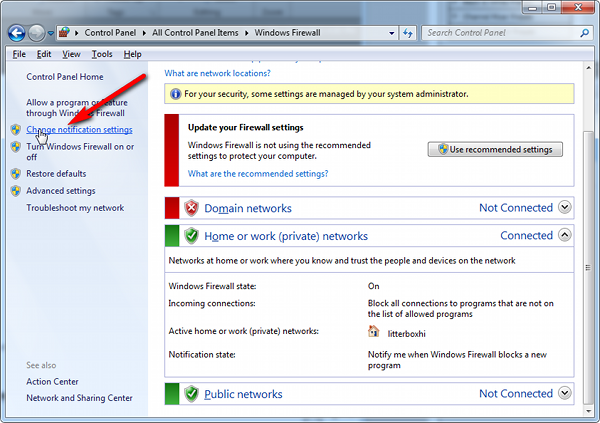 Control Panel ▸ All Control Panel Items ▸ Windows Firewall
Search Control Panel
File Edit View Tools Help
Control Panel Home
Allow a program or feature
through Windows Firewall
Change notification settings
Turn Windows Firewall on or
off
Restore defaults
Advanced settings
Troubleshoot my network
See also
Action Center
Network and Sharing Center
What are network locations?
For your security, some settings are managed by your system administrator.
Update your Firewall settings
Windows Firewall is not using the recommended
settings to protect your computer.
Use recommended settings
What are the recommended settings?
Domain networks Not Connected
Home or work (private) networks Connected
Networks at home or work where you know and trust the people and devices on the network
Windows Firewall state: On
Incoming connections: Block all connections to programs that are not on
the list of allowed programs
Active home or work (private) networks: litterboxhi
Notification state: Notify me when Windows Firewall blocks a new
program
Public networks Not Connected